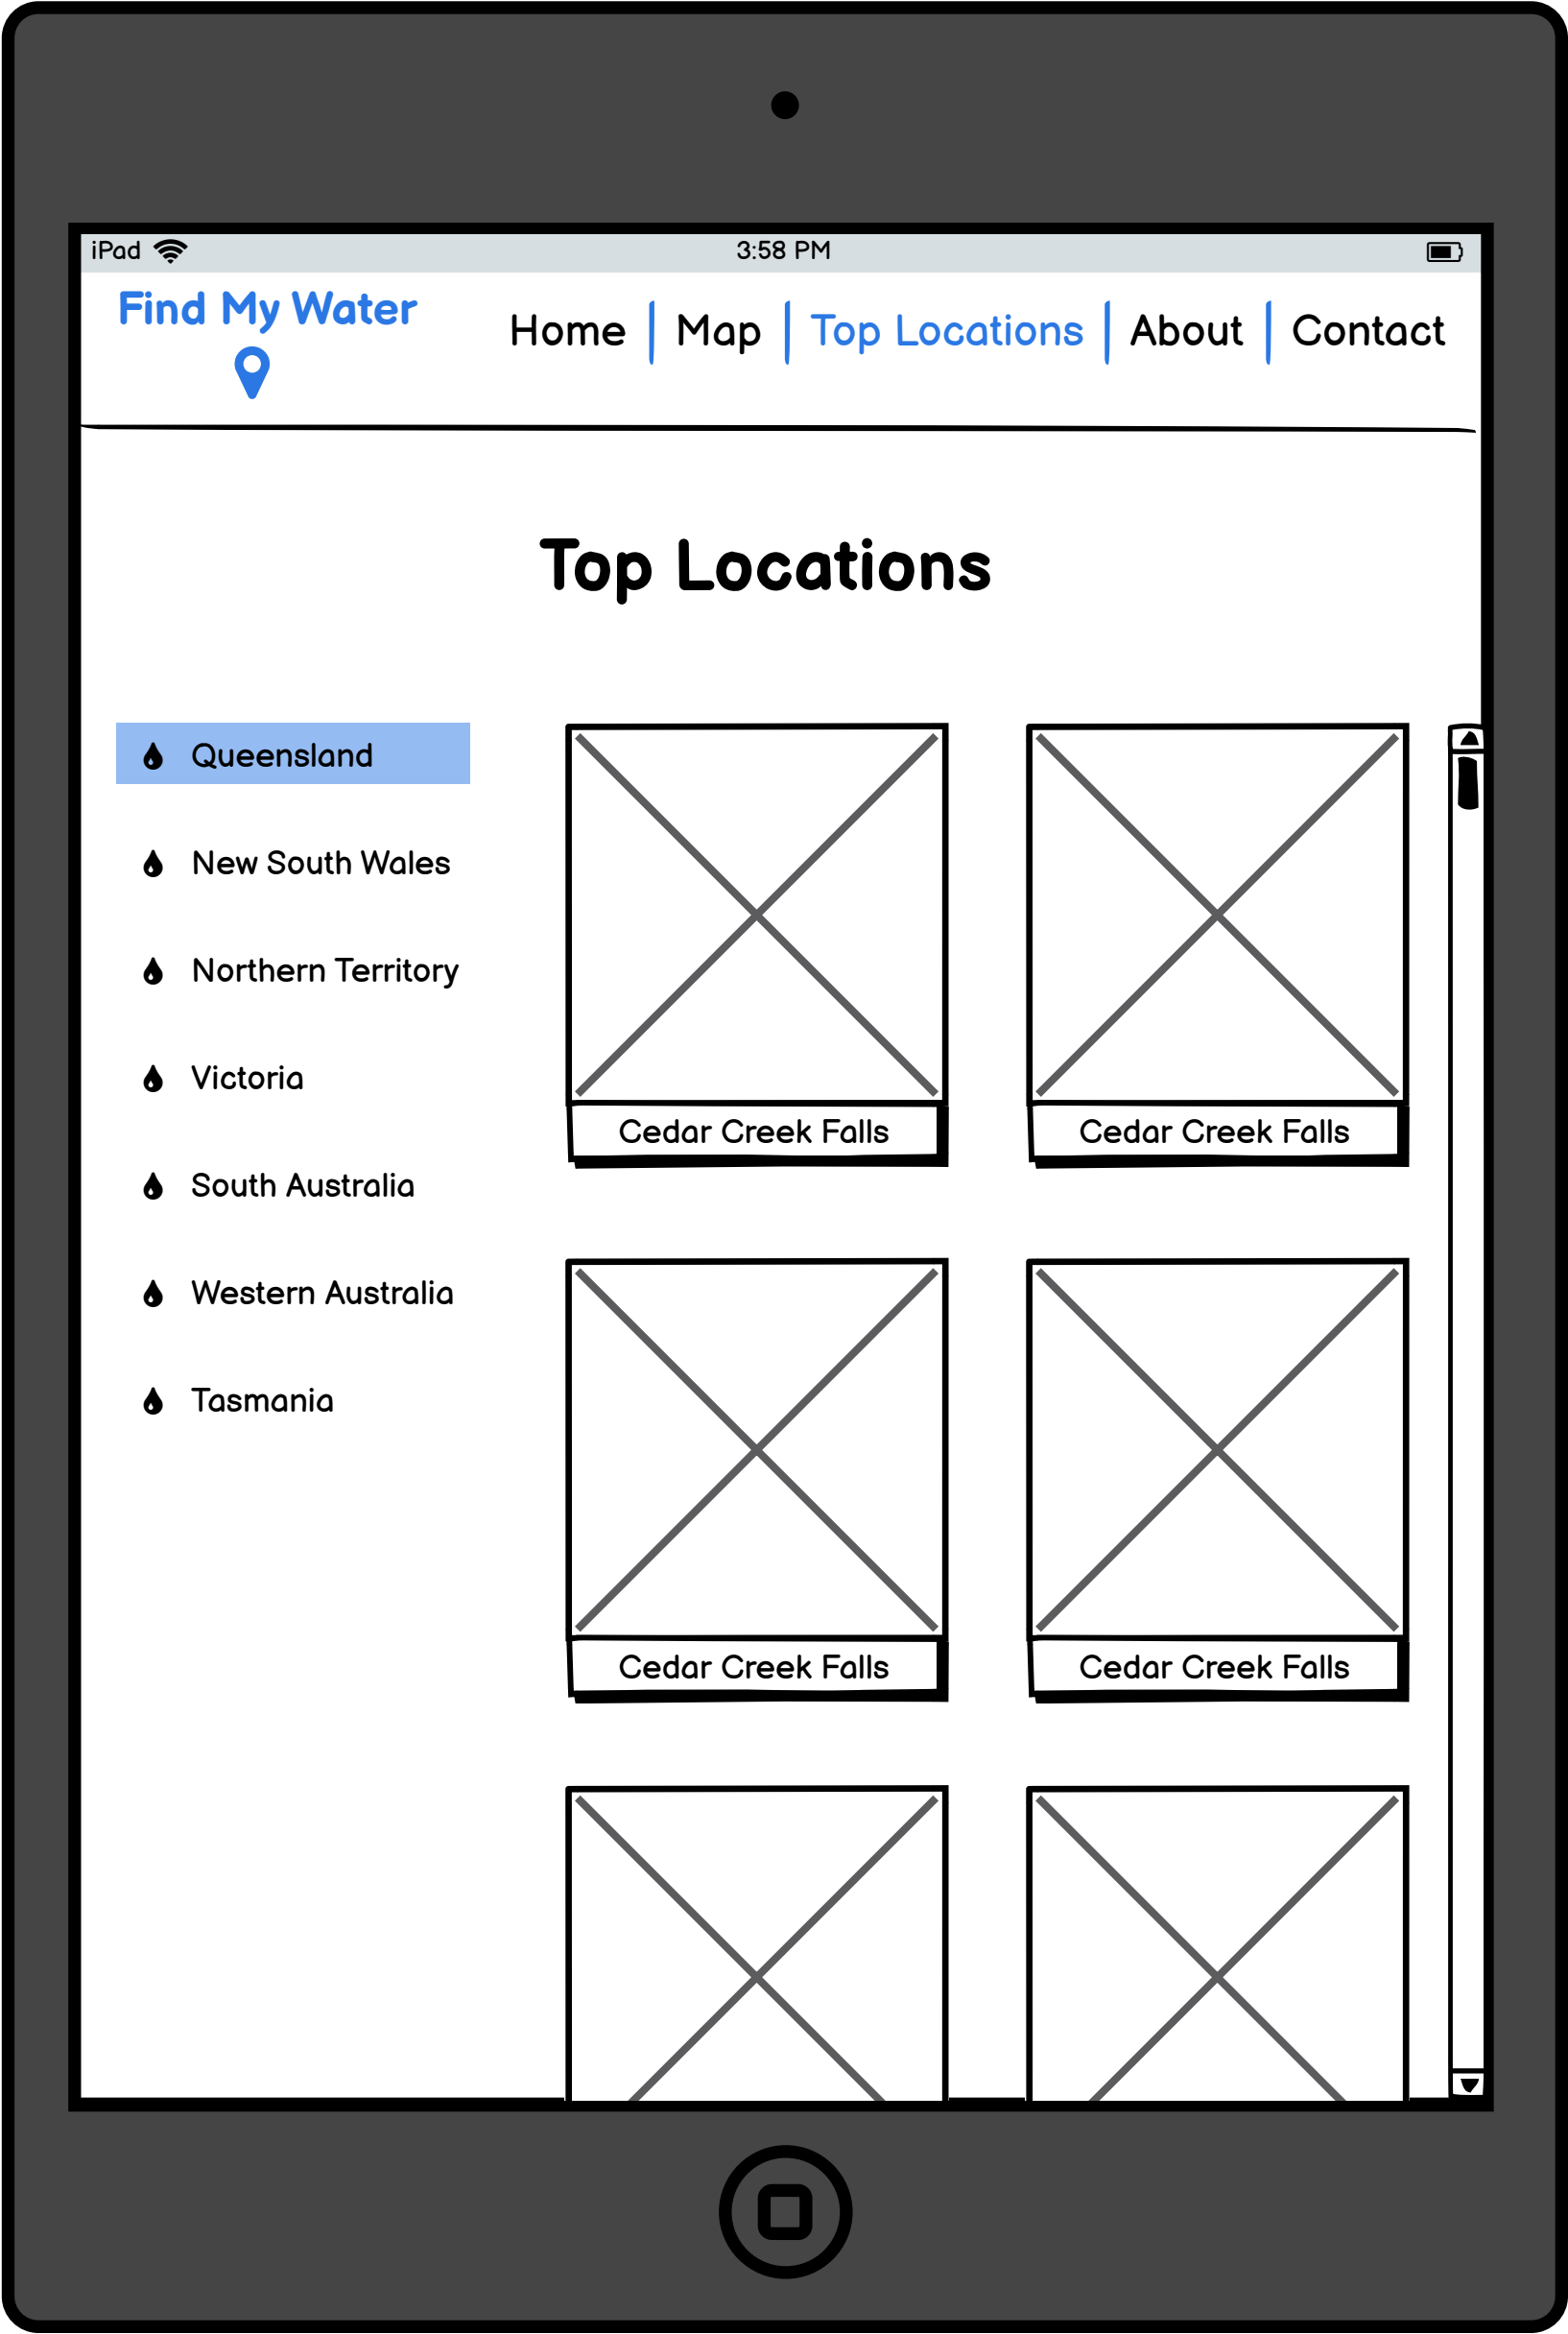 iPad 3:58 PM
Find My Water
Home Map Top Locations About Contact
Top Locations
Queensland
New South Wales
Northern Territory
Victoria
South Australia
Western Australia
Tasmania
Cedar Creek Falls Cedar Creek Falls
Cedar Creek Falls Cedar Creek Falls